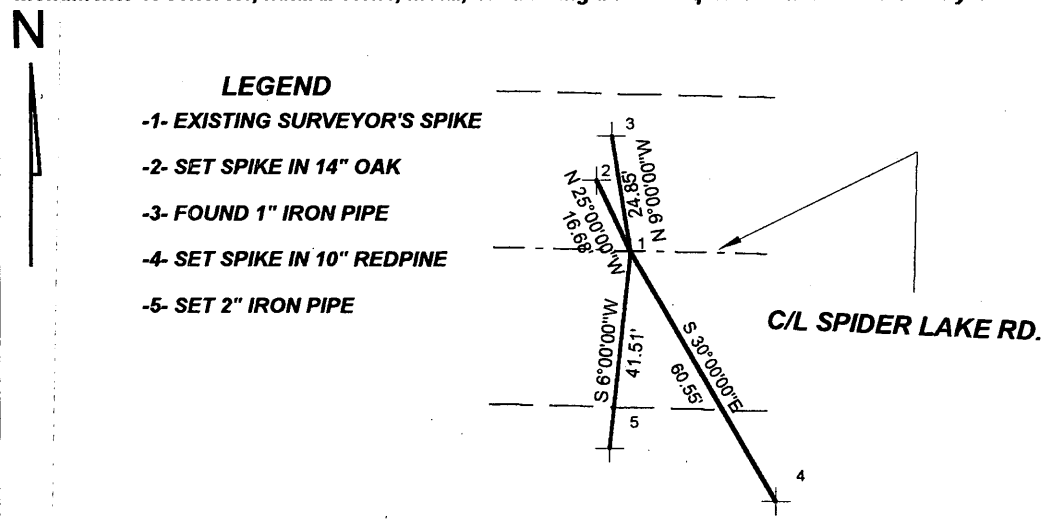 N
LEGEND
-1- EXISTING SURVEYOR'S SPIKE
-2- SET SPIKE IN 14" OAK
-3- FOUND 1" IRON PIPE
-4- SET SPIKE IN 10" REDPINE
-5- SET 2" IRON PIPE
3
2
24.85'
N 9°00'00"W
N 25°00'00"W
16.68'
1
C/L SPIDER LAKE RD.
S 6°00'00"W
41.51'
S 30°00'00"E
60.55'
5
4